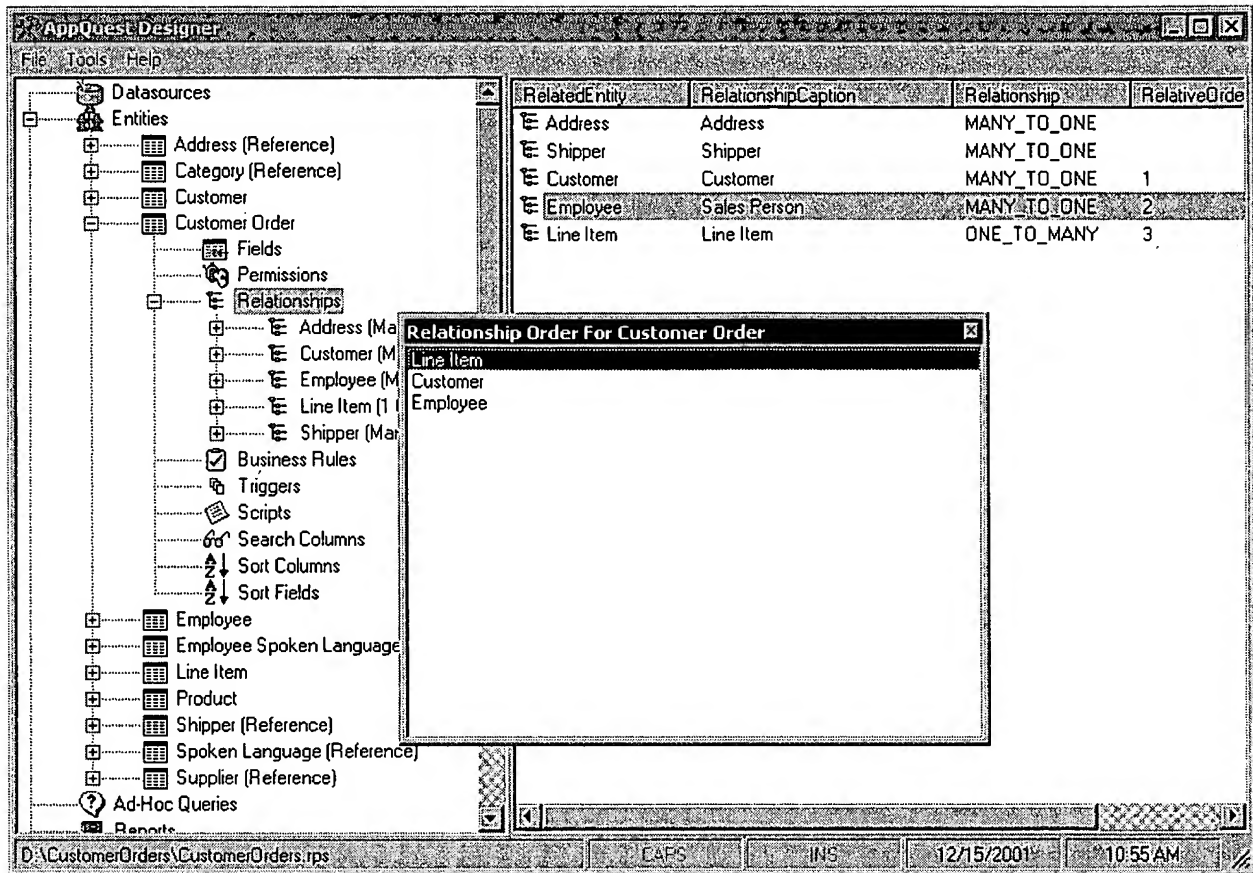 AppQuest Designer
File Tools Help
Datasources
Entities
Address (Reference)
Category (Reference)
Customer
Customer Order
Fields
Permissions
Relationships
Address (Ma
Customer (M
Employee (M
Line Item (1
Shipper (Mar
Business Rules
Triggers
Scripts
Search Columns
Sort Columns
Sort Fields
Employee
Employee Spoken Language
Line Item
Product
Shipper (Reference)
Spoken Language (Reference)
Supplier (Reference)
Ad-Hoc Queries
Reports
RelatedEntity RelationshipCaption Relationship RelativeOrde
Address Address MANY_TO_ONE
Shipper Shipper MANY_TO_ONE
Customer Customer MANY_TO_ONE 1
Employee Sales Person MANY_TO_ONE 2
Line Item Line Item ONE_TO_MANY 3
Relationship Order For Customer Order
Line Item
Customer
Employee
D:\CustomerOrders\CustomerOrders.rps CAPS INS 12/15/2001 10:55 AM